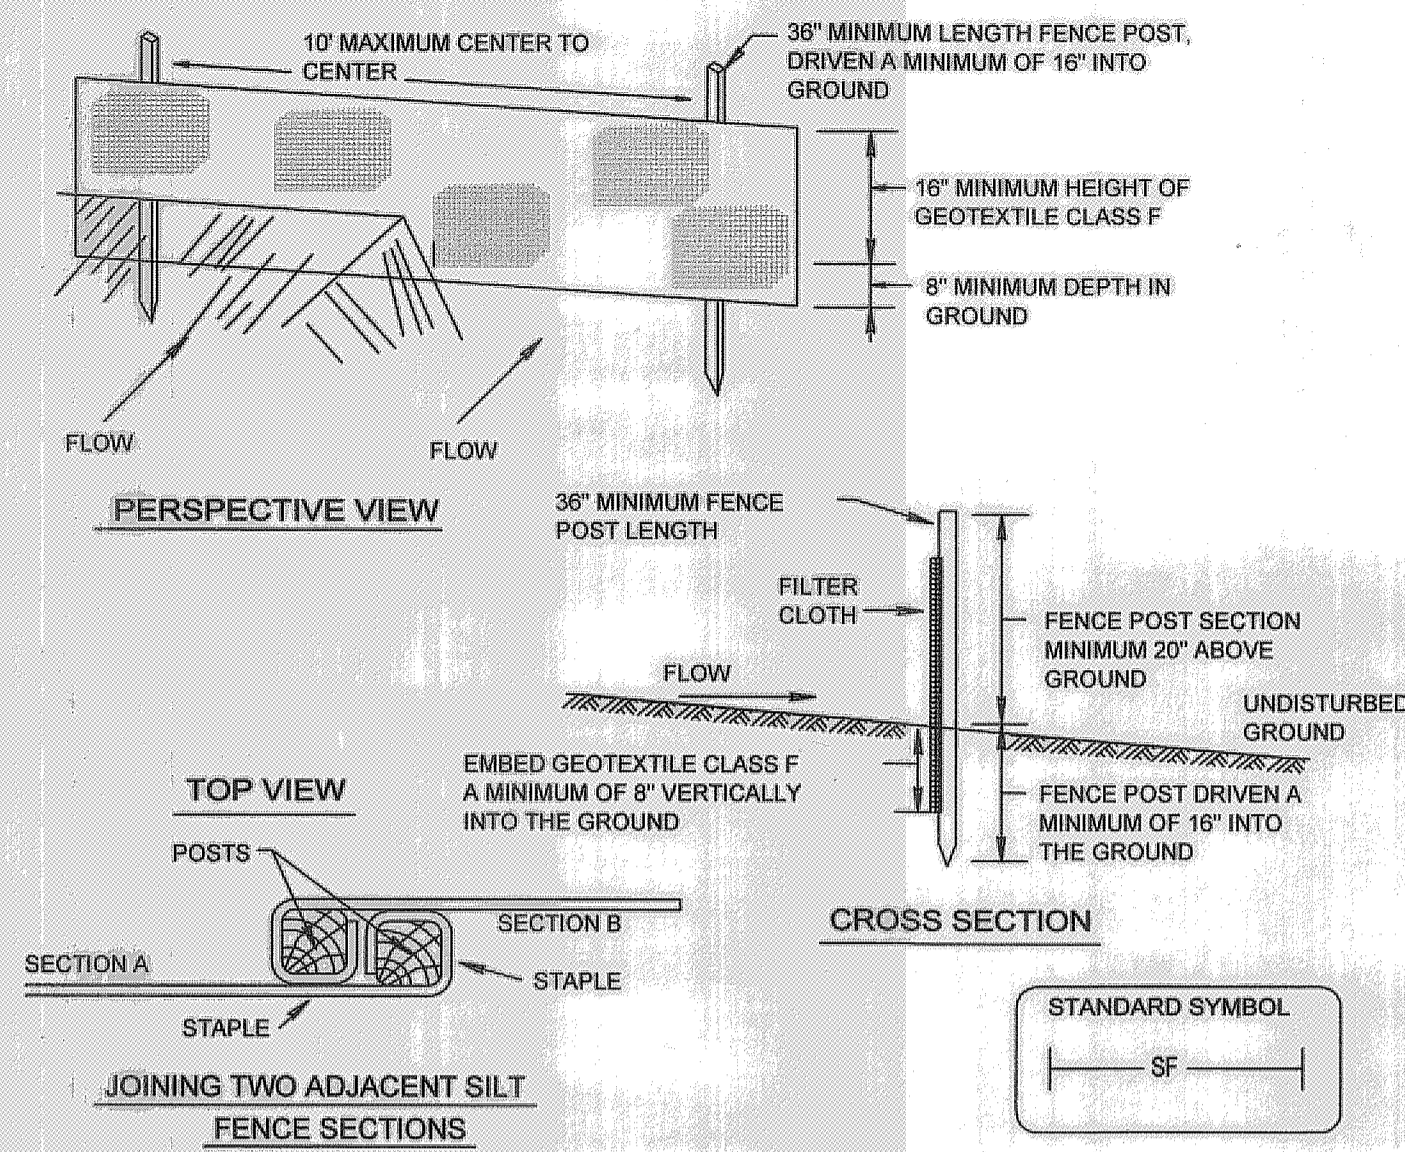 10' MAXIMUM CENTER TO
CENTER
36" MINIMUM LENGTH FENCE POST,
DRIVEN A MINIMUM OF 16" INTO
GROUND
16" MINIMUM HEIGHT OF
GEOTEXTILE CLASS F
8" MINIMUM DEPTH IN
GROUND
FLOW
FLOW
PERSPECTIVE VIEW
36" MINIMUM FENCE
POST LENGTH
FILTER
CLOTH
FLOW
FENCE POST SECTION
MINIMUM 20" ABOVE
GROUND
UNDISTURBED
GROUND
EMBED GEOTEXTILE CLASS F
A MINIMUM OF 8" VERTICALLY
INTO THE GROUND
FENCE POST DRIVEN A
MINIMUM OF 16" INTO
THE GROUND
CROSS SECTION
TOP VIEW
POSTS
SECTION B
SECTION A
STAPLE
STAPLE
JOINING TWO ADJACENT SILT
FENCE SECTIONS
STANDARD SYMBOL
SF